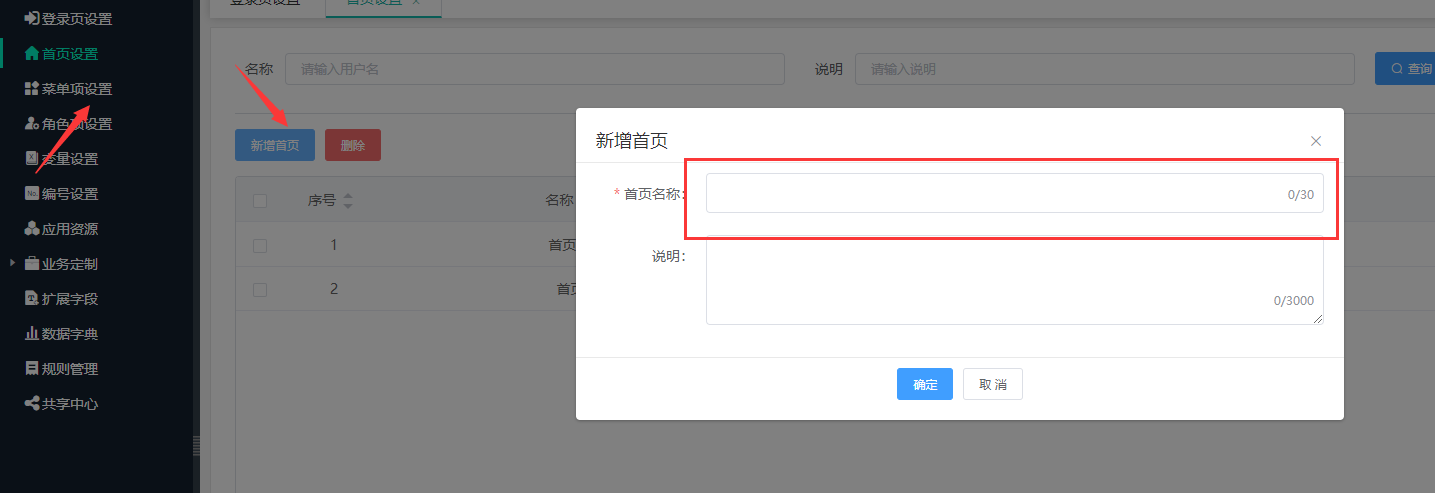 登录页设置
首页设置
菜单项设置
角色项设置
变量设置
编号设置
应用资源
业务定制
扩展字段
数据字典
规则管理
共享中心
登录页设置
首页设置 ×
名称 请输入用户名
说明 请输入说明
查询
新增首页 删除
序号 名称
1 首页
2 首页
新增首页
* 首页名称: 0/30
说明: 0/3000
确定 取消